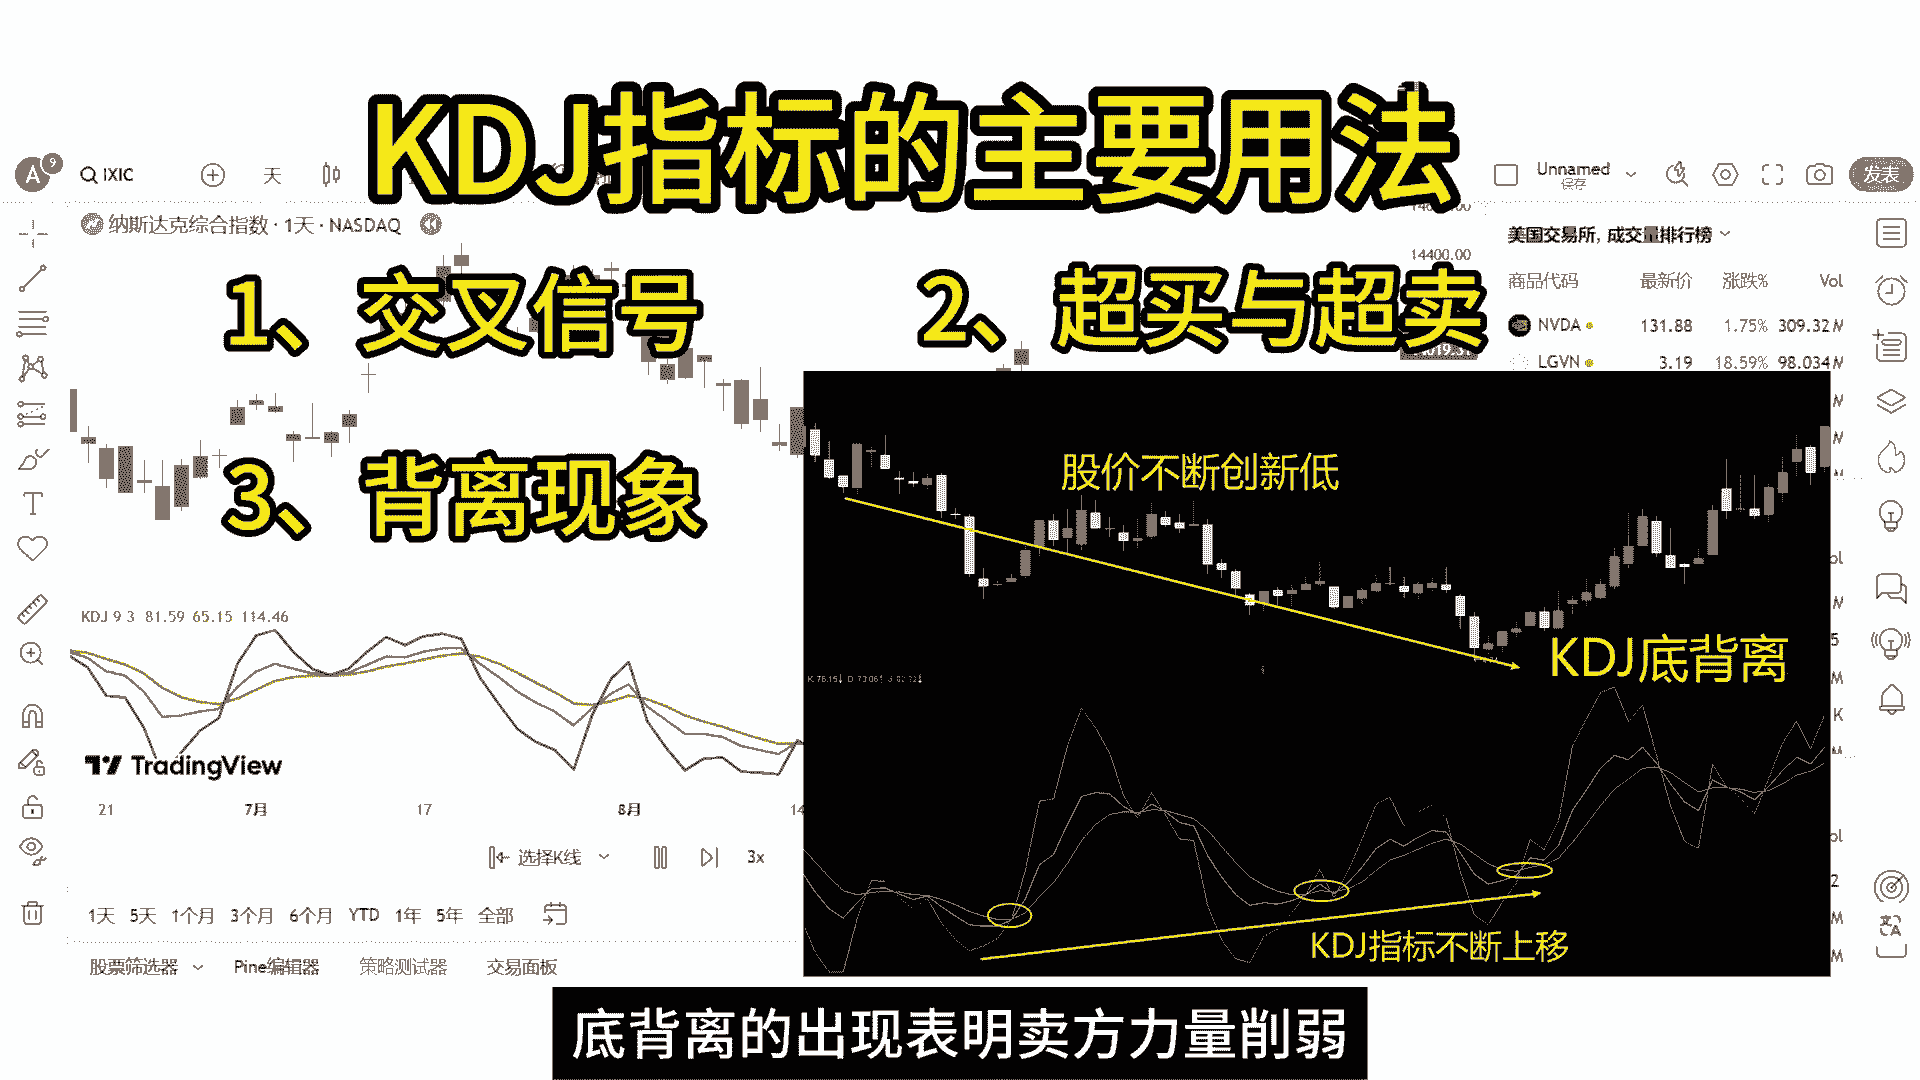 KDJ指标的主要用法
A 9
IXIC
天
Unnamed
保存
发表
纳斯达克综合指数 · 1天 · NASDAQ
美国交易所, 成交量排行榜
14400.00
商品代码 最新价 涨跌% Vol
1、交叉信号
2、超买与超卖
NVDA 131.88 1.75% 309.32 M
LGVN 3.19 18.59% 98.034 M
3、背离现象
股价不断创新低
KDJ底背离
KDJ 9 3 81.59 65.15 114.46
TradingView
21 7月 17 8月 14
选择K线 3x
1天 5天 1个月 3个月 6个月 YTD 1年 5年 全部
KDJ指标不断上移
股票筛选器 Pine编辑器 策略测试器 交易面板
底背离的出现表明卖方力量削弱